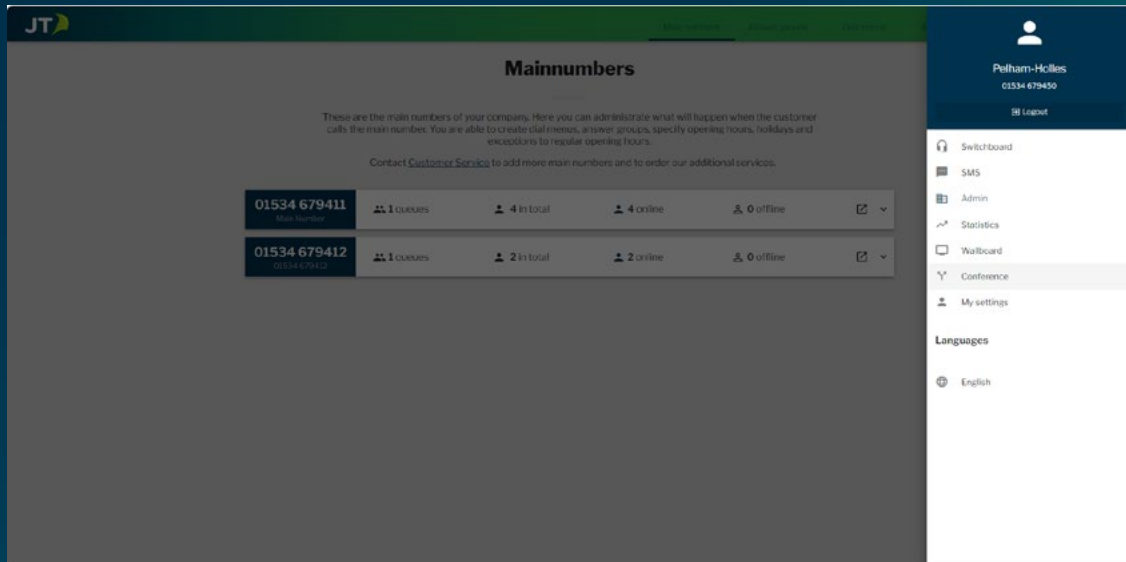 JT
Main numbers
Mainnumbers
These are the main numbers of your company. Here you can administrate what will happen when the customer
calls the main number. You are able to create dial menus, answer groups, specify opening hours, holidays and
exceptions to regular opening hours.
Contact Customer Service to add more main numbers and to order our additional services.
01534 679411
Main Number
1 queues
4 in total
4 online
0 offline
01534 679412
01534 679412
1 queues
2 in total
2 online
0 offline
Pelham-Holles
01534 679450
Logout
Switchboard
SMS
Admin
Statistics
Wallboard
Conference
My settings
Languages
English